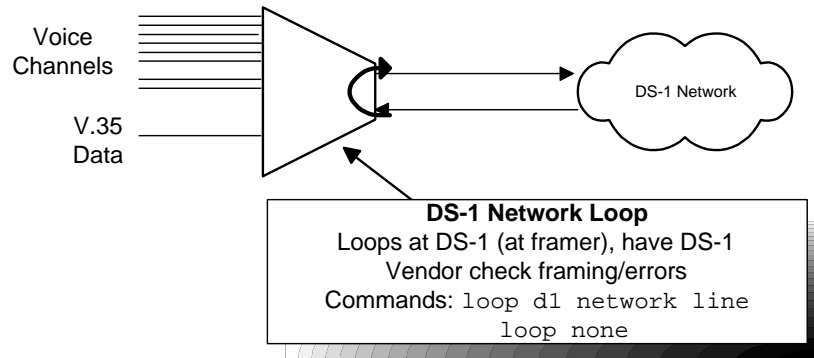 Voice
Channels
V.35
Data
DS-1 Network
DS-1 Network Loop
Loops at DS-1 (at framer), have DS-1
Vendor check framing/errors
Commands: loop d1 network line
loop none